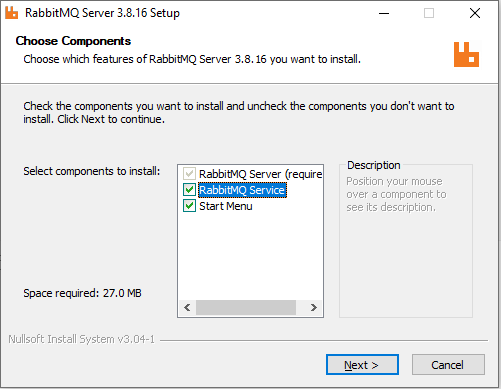 RabbitMQ Server 3.8.16 Setup
Choose Components
Choose which features of RabbitMQ Server 3.8.16 you want to install.
Check the components you want to install and uncheck the components you don't want to
install. Click Next to continue.
Select components to install:
RabbitMQ Server (require
RabbitMQ Service
Start Menu
Description
Position your mouse
over a component to
see its description.
Space required: 27.0 MB
Nullsoft Install System v3.04-1
Next >
Cancel